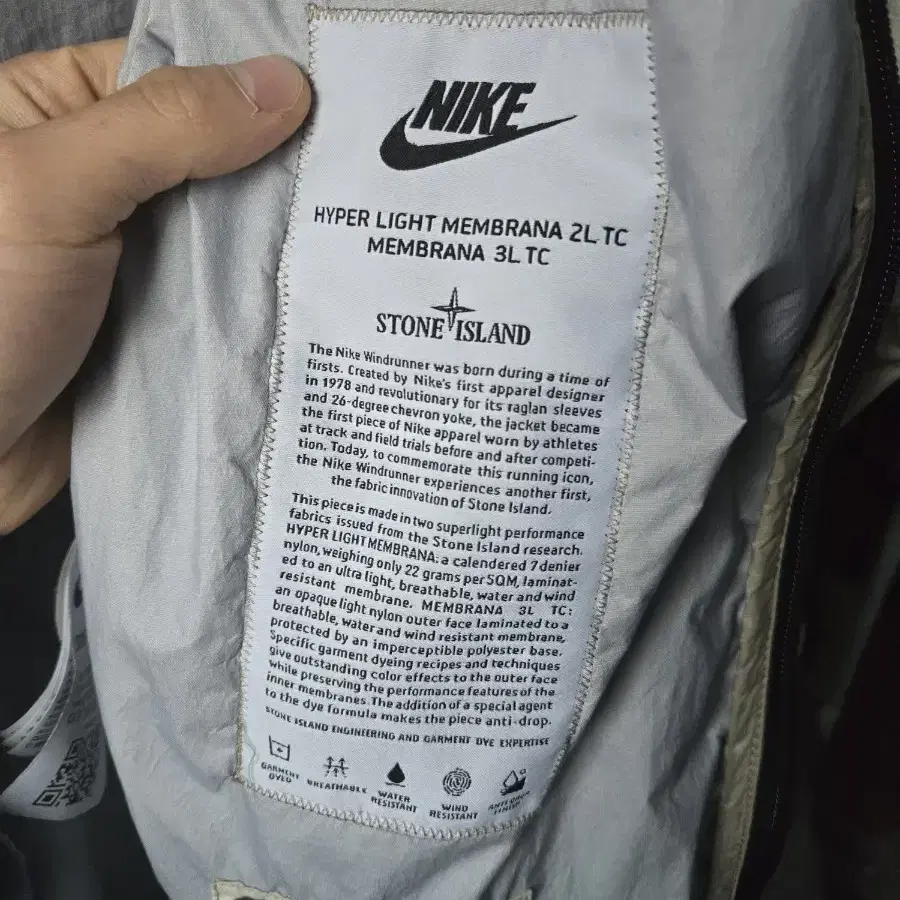 NIKE
HYPER LIGHT MEMBRANA 2L TC
MEMBRANA 3L TC
STONE ISLAND
The Nike Windrunner was born during a time of
firsts. Created by Nike's first apparel designer
in 1978 and revolutionary for its raglan sleeves
and 26-degree chevron yoke, the jacket became
the first piece of Nike apparel worn by athletes
at track and field trials before and after competi-
tion. Today, to commemorate this running icon,
the Nike Windrunner experiences another first,
the fabric innovation of Stone Island.
This piece is made in two superlight performance
fabrics issued from the Stone Island research.
HYPER LIGHT MEMBRANA: a calendered 7 denier
nylon, weighing only 22 grams per SQM, laminat-
ed to an ultra light, breathable, water and wind
resistant membrane. MEMBRANA 3L TC:
an opaque light nylon outer face laminated to a
breathable, water and wind resistant membrane,
protected by an imperceptible polyester base.
Specific garment dyeing recipes and techniques
give outstanding color effects to the outer face
while preserving the performance features of the
inner membranes. The addition of a special agent
to the dye formula makes the piece anti-drop.
STONE ISLAND ENGINEERING AND GARMENT DYE EXPERTISE
GARMENT
DYED
BREATHABLE
WATER
RESISTANT
WIND
RESISTANT
ANTI-DROP